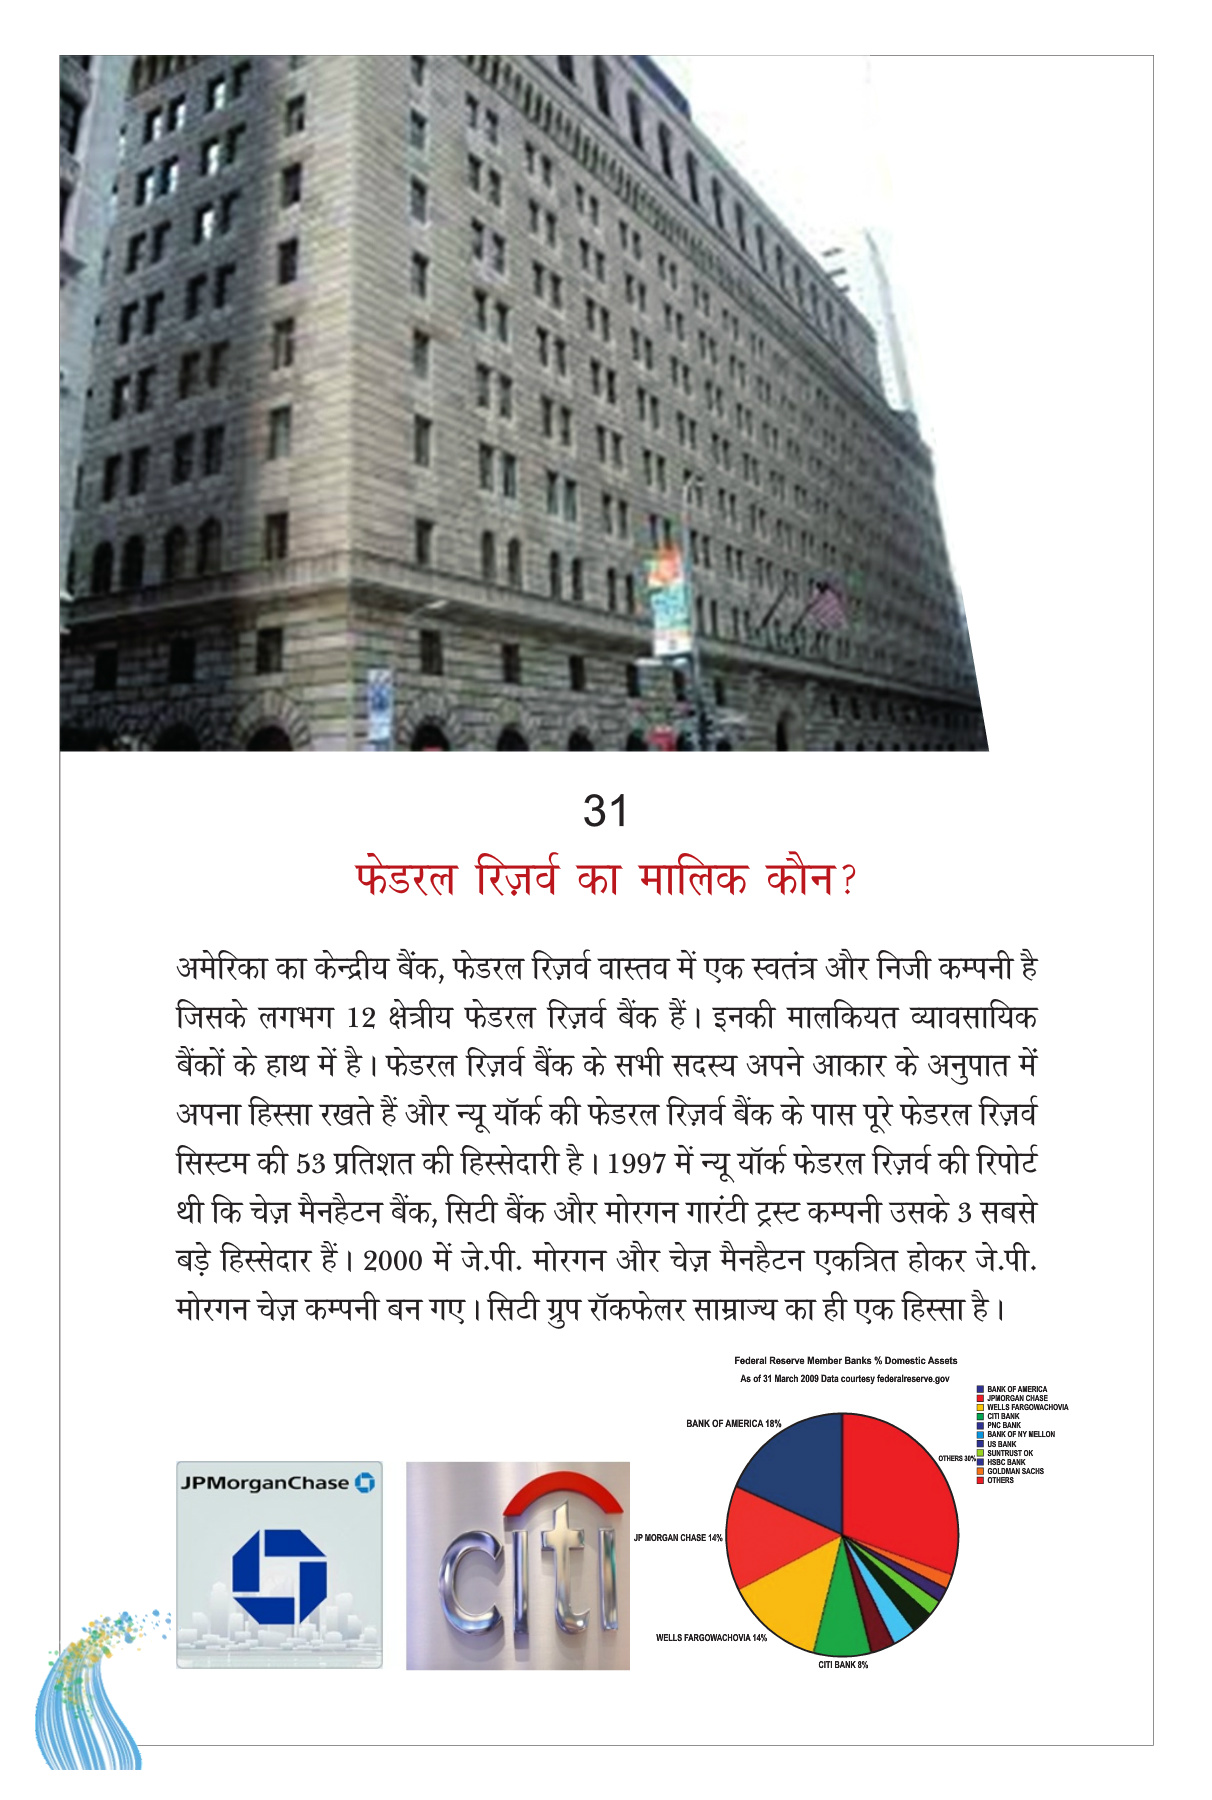 31
फेडरल रिज़र्व का मालिक कौन?
अमेरिका का केन्द्रीय बैंक, फेडरल रिज़र्व वास्तव में एक स्वतंत्र और निजी कम्पनी है
जिसके लगभग 12 क्षेत्रीय फेडरल रिज़र्व बैंक हैं। इनकी मालकियत व्यावसायिक
बैंकों के हाथ में है। फेडरल रिज़र्व बैंक के सभी सदस्य अपने आकार के अनुपात में
अपना हिस्सा रखते हैं और न्यू यॉर्क की फेडरल रिज़र्व बैंक के पास पूरे फेडरल रिज़र्व
सिस्टम की 53 प्रतिशत की हिस्सेदारी है। 1997 में न्यू यॉर्क फेडरल रिज़र्व की रिपोर्ट
थी कि चेज़ मैनहैटन बैंक, सिटी बैंक और मोरगन गारंटी ट्रस्ट कम्पनी उसके 3 सबसे
बड़े हिस्सेदार हैं। 2000 में जे.पी. मोरगन और चेज़ मैनहैटन एकत्रित होकर जे.पी.
मोरगन चेज़ कम्पनी बन गए। सिटी ग्रुप रॉकफेलर साम्राज्य का ही एक हिस्सा है।
Federal Reserve Member Banks % Domestic Assets
As of 31 March 2009 Data courtesy federalreserve.gov
BANK OF AMERICA
JPMORGAN CHASE
WELLS FARGOWACHOVIA
CITI BANK
PNC BANK
BANK OF NY MELLON
US BANK
SUNTRUST OK
HSBC BANK
GOLDMAN SACHS
OTHERS
BANK OF AMERICA 18%
OTHERS 30%
JP MORGAN CHASE 14%
WELLS FARGOWACHOVIA 14%
CITI BANK 8%
JPMorganChase
citi